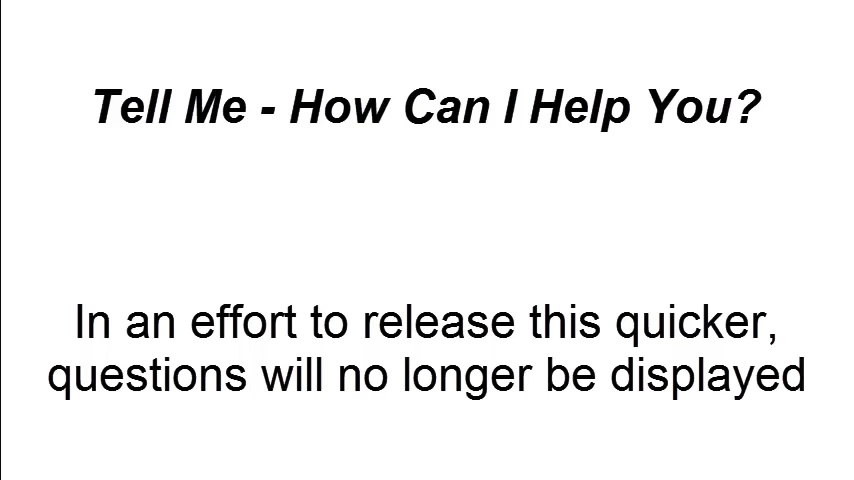 Tell Me - How Can I Help You?
In an effort to release this quicker,
questions will no longer be displayed